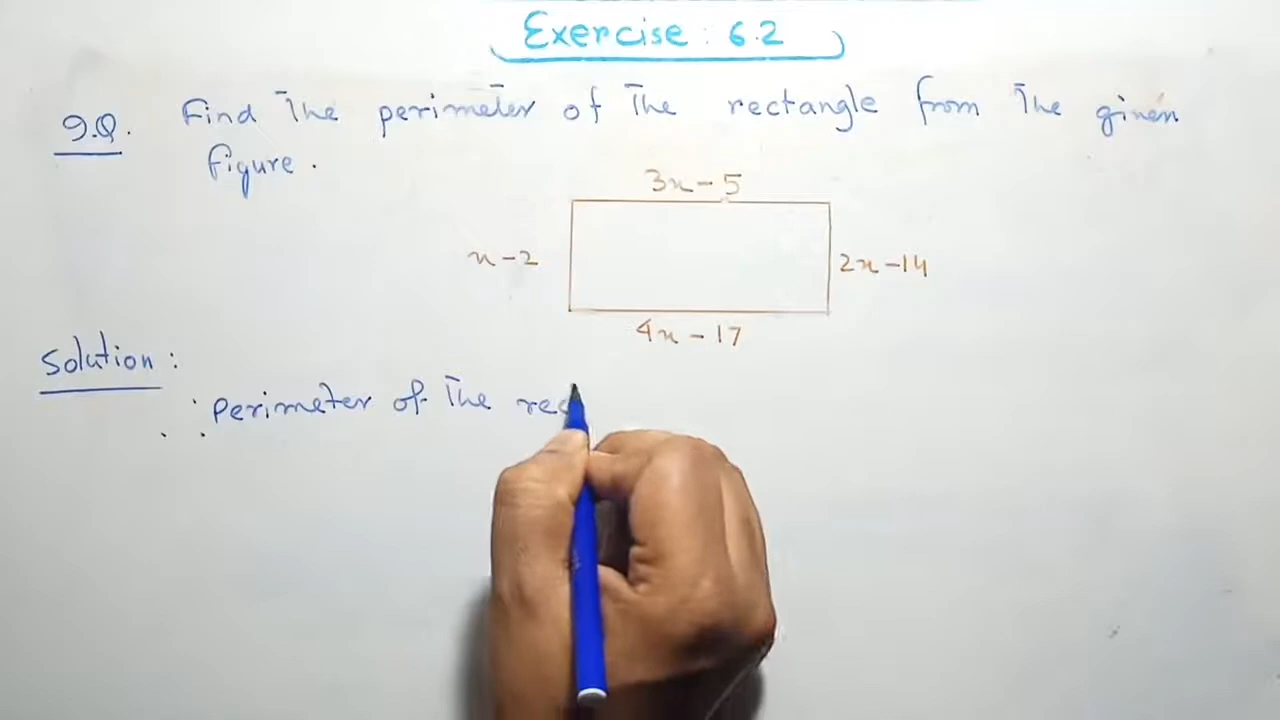 Exercise : 6.2
9.Q. Find The perimeter of The rectangle from The given
figure.
3x - 5
x - 2
2x - 14
4x - 17
Solution :
∴ perimeter of The rec